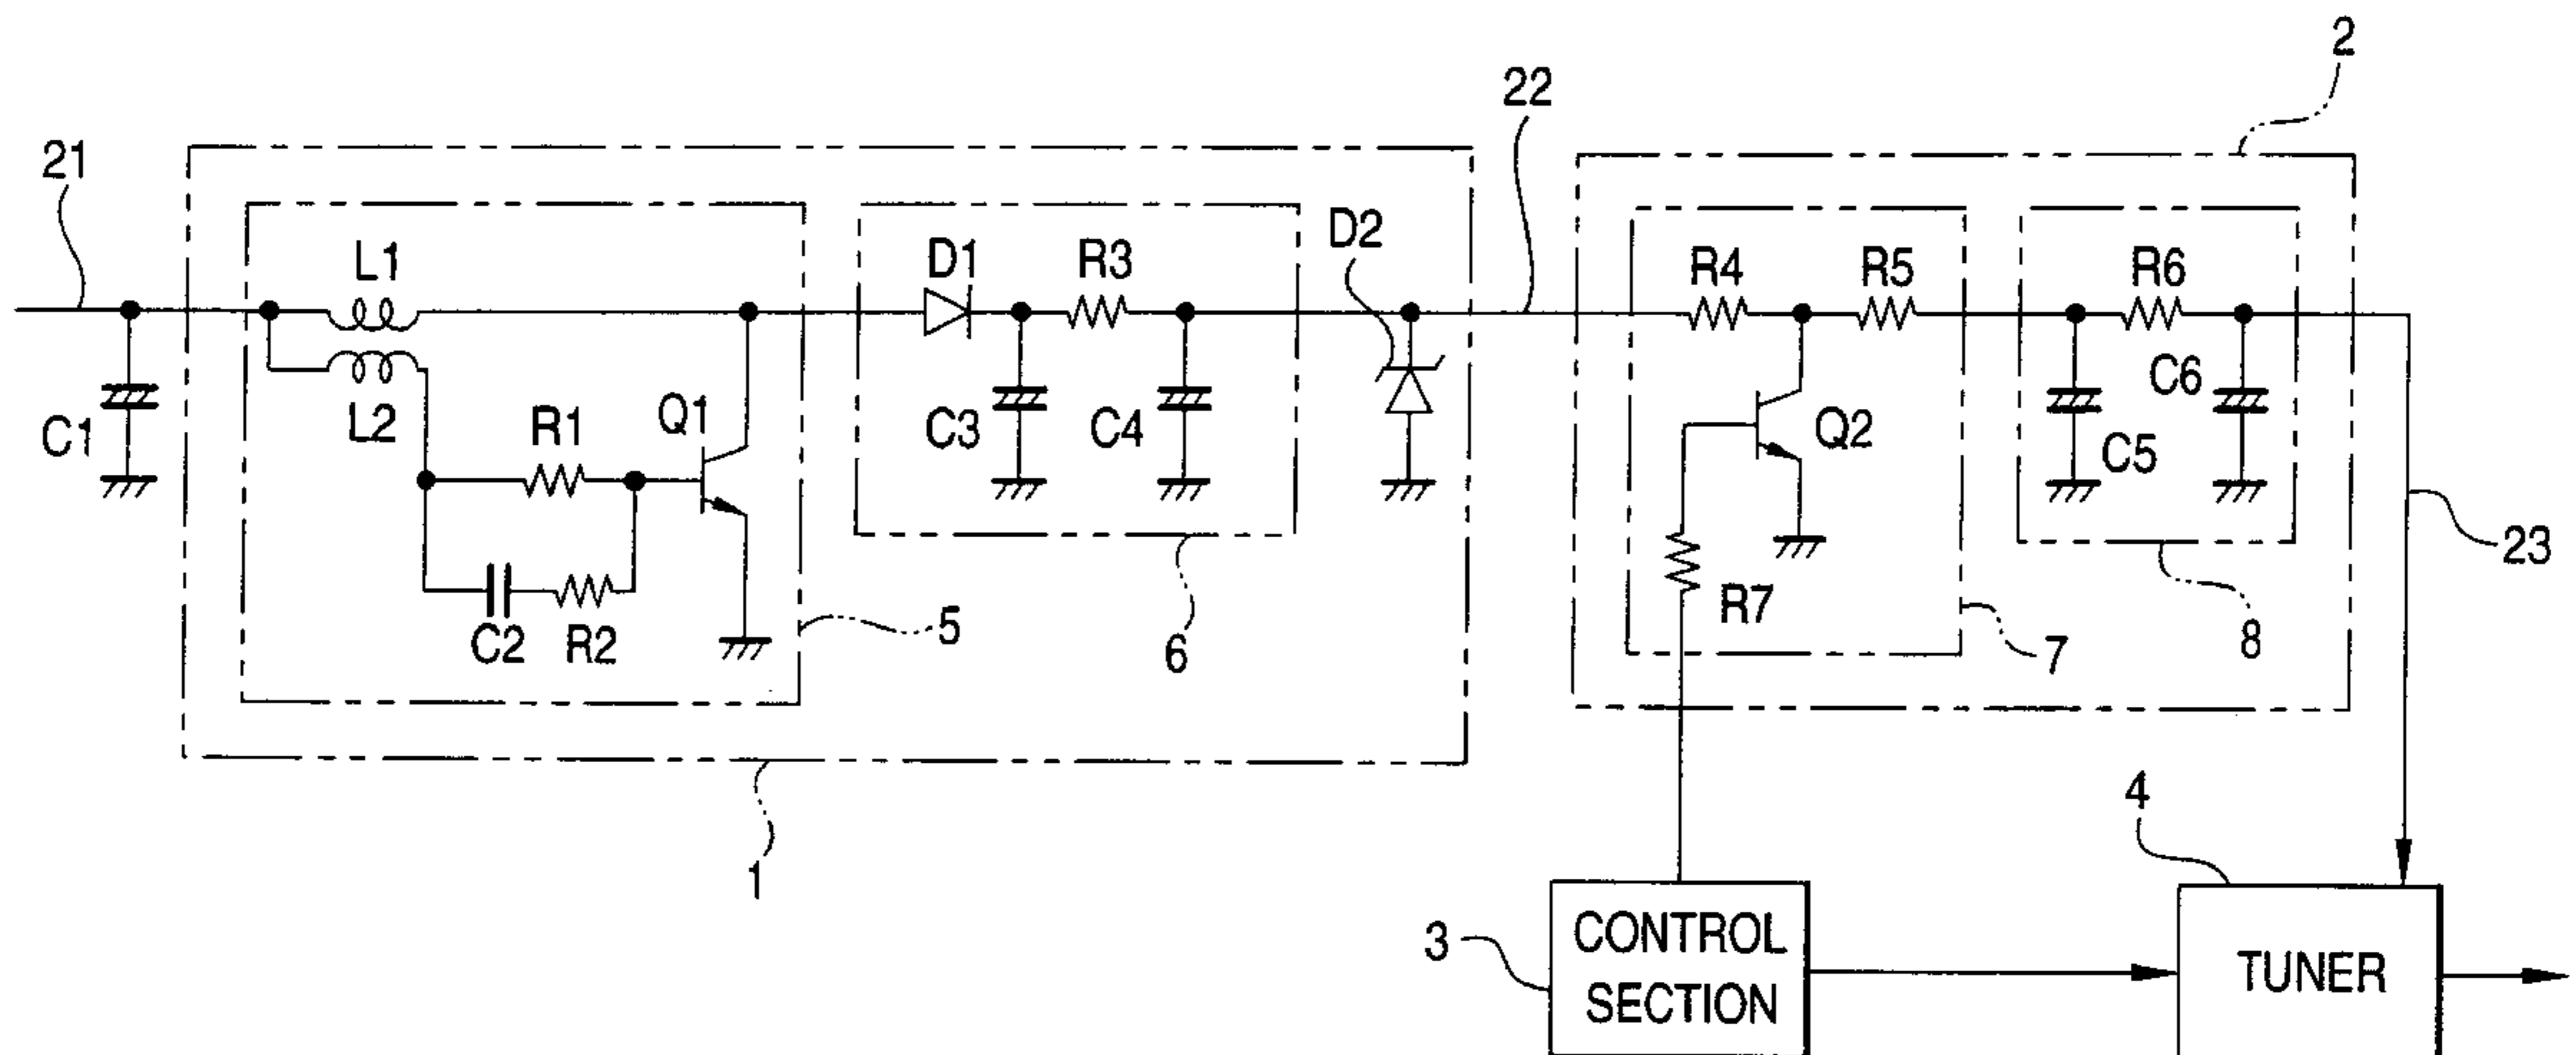 2
22
21
D2
L1
D1
R3
R4
R5
R6
C6
L2
R1
Q1
C3
C4
Q2
C1
C5
23
R7
C2
R2
5
6
7
8
4
1
3
CONTROL
SECTION
TUNER